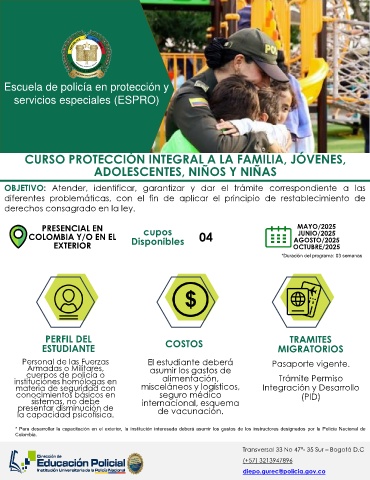 Escuela de policía en protección y
servicios especiales (ESPRO)
CURSO PROTECCIÓN INTEGRAL A LA FAMILIA, JÓVENES,
ADOLESCENTES, NIÑOS Y NIÑAS
OBJETIVO: Atender, identificar, garantizar y dar el trámite correspondiente a las
diferentes problemáticas, con el fin de aplicar el principio de restablecimiento de
derechos consagrado en la ley.
PRESENCIAL EN
COLOMBIA Y/O EN EL
EXTERIOR
cupos
Disponibles
04
MAYO/2025
JUNIO/2025
AGOSTO/2025
OCTUBRE/2025
*Duración del programa: 03 semanas
PERFIL DEL
ESTUDIANTE
Personal de las Fuerzas
Armadas o Militares,
cuerpos de policía o
instituciones homólogas en
materia de seguridad con
conocimientos básicos en
sistemas, no debe
presentar disminución de
la capacidad psicofísica.
COSTOS
El estudiante deberá
asumir los gastos de
alimentación,
misceláneos y logísticos,
seguro médico
internacional, esquema
de vacunación.
TRAMITES
MIGRATORIOS
Pasaporte vigente.
Trámite Permiso
Integración y Desarrollo
(PID)
* Para desarrollar la capacitación en el exterior, la institución interesada deberá asumir los gastos de los instructores designados por la Policía Nacional de
Colombia.
Dirección de
Educación Policial
Institución Universitaria de la Policía Nacional
Transversal 33 No 47ª- 35 Sur – Bogotá D.C
(+57) 3213947896
diepo.gurec@policia.gov.co